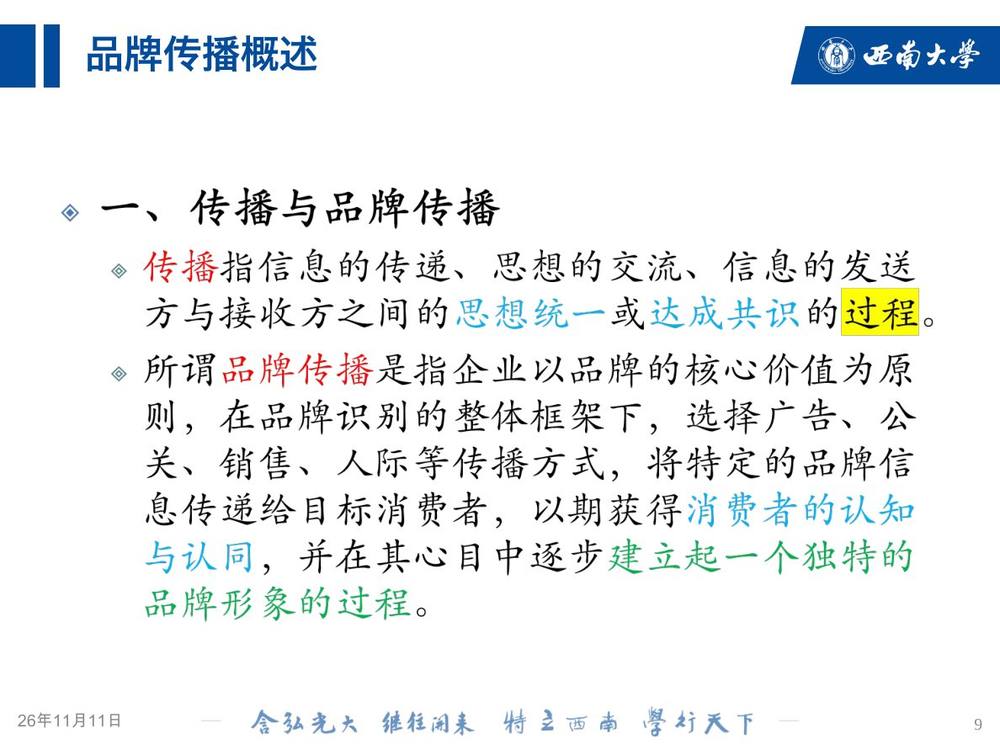 品牌传播概述
西南大学
一、传播与品牌传播
传播指信息的传递、思想的交流、信息的发送
方与接收方之间的思想统一或达成共识的过程。
所谓品牌传播是指企业以品牌的核心价值为原
则，在品牌识别的整体框架下，选择广告、公
关、销售、人际等传播方式，将特定的品牌信
息传递给目标消费者，以期获得消费者的认知
与认同，并在其心目中逐步建立起一个独特的
品牌形象的过程。
26年11月11日
含弘光大 继往开来 特立西南 學行天下
9